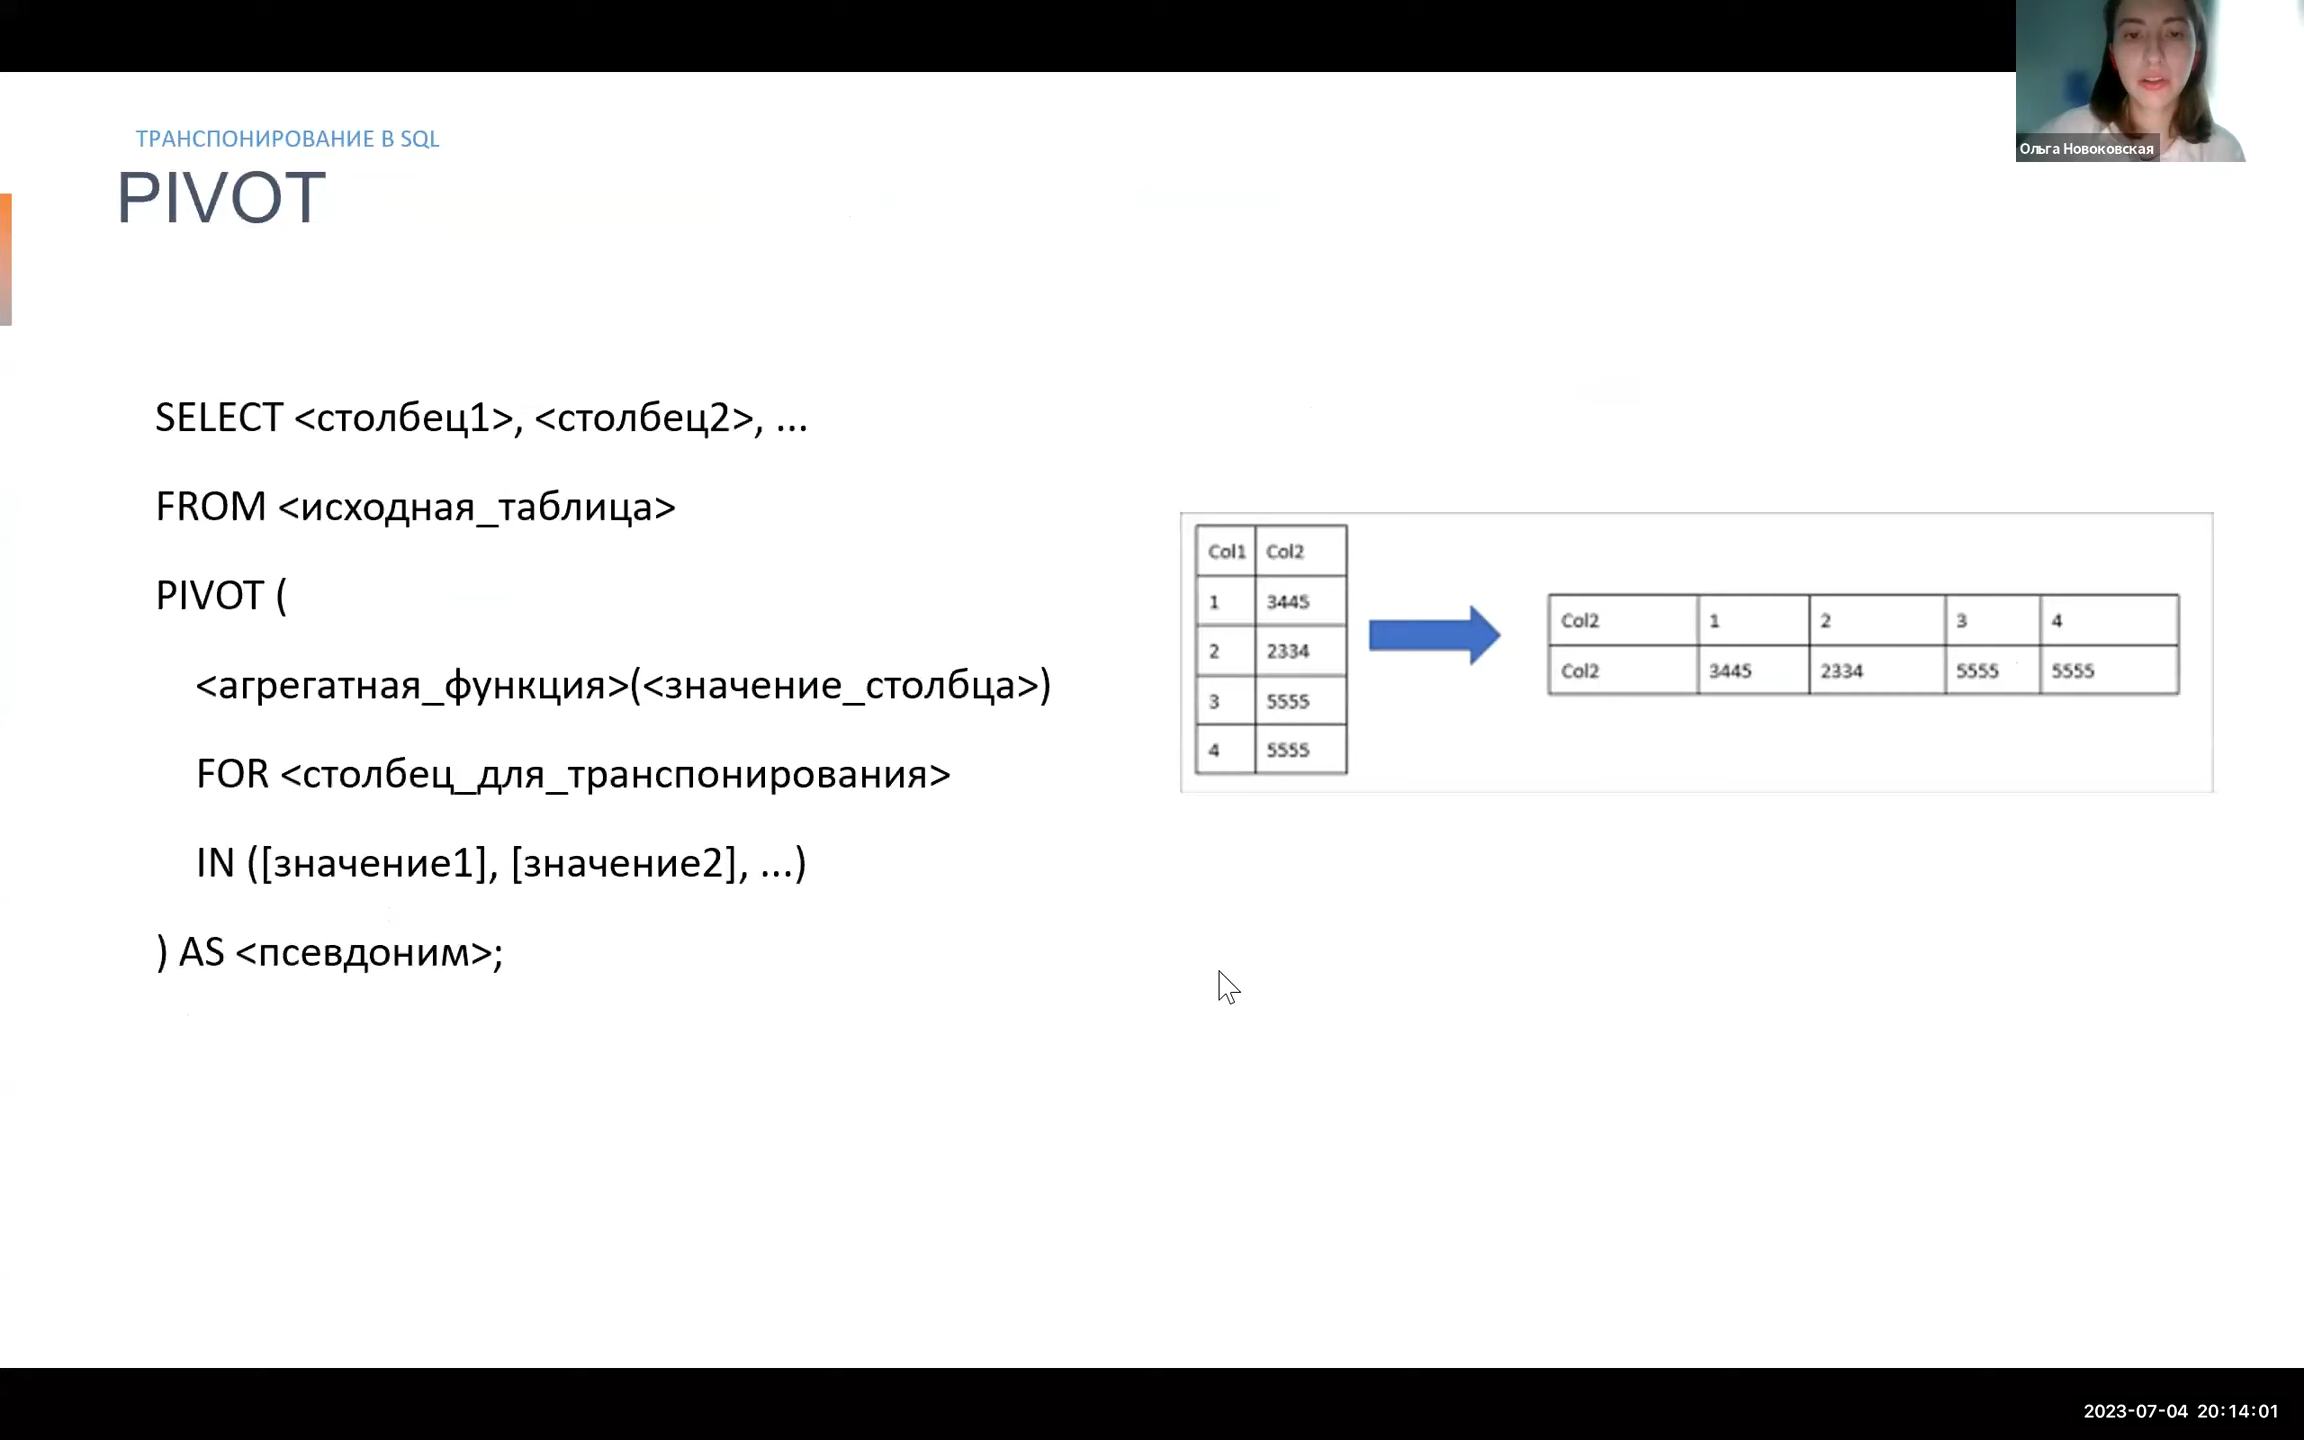 ТРАНСПОНИРОВАНИЕ В SQL
PIVOT
Ольга Новоковская
SELECT <столбец1>, <столбец2>, ...
FROM <исходная_таблица>
PIVOT (
<агрегатная_функция>(<значение_столбца>)
FOR <столбец_для_транспонирования>
IN ([значение1], [значение2], ...)
) AS <псевдоним>;
Col1 Col2
1 3445
2 2334
3 5555
4 5555
Col2 1 2 3 4
Col2 3445 2334 5555 5555
2023-07-04 20:14:01